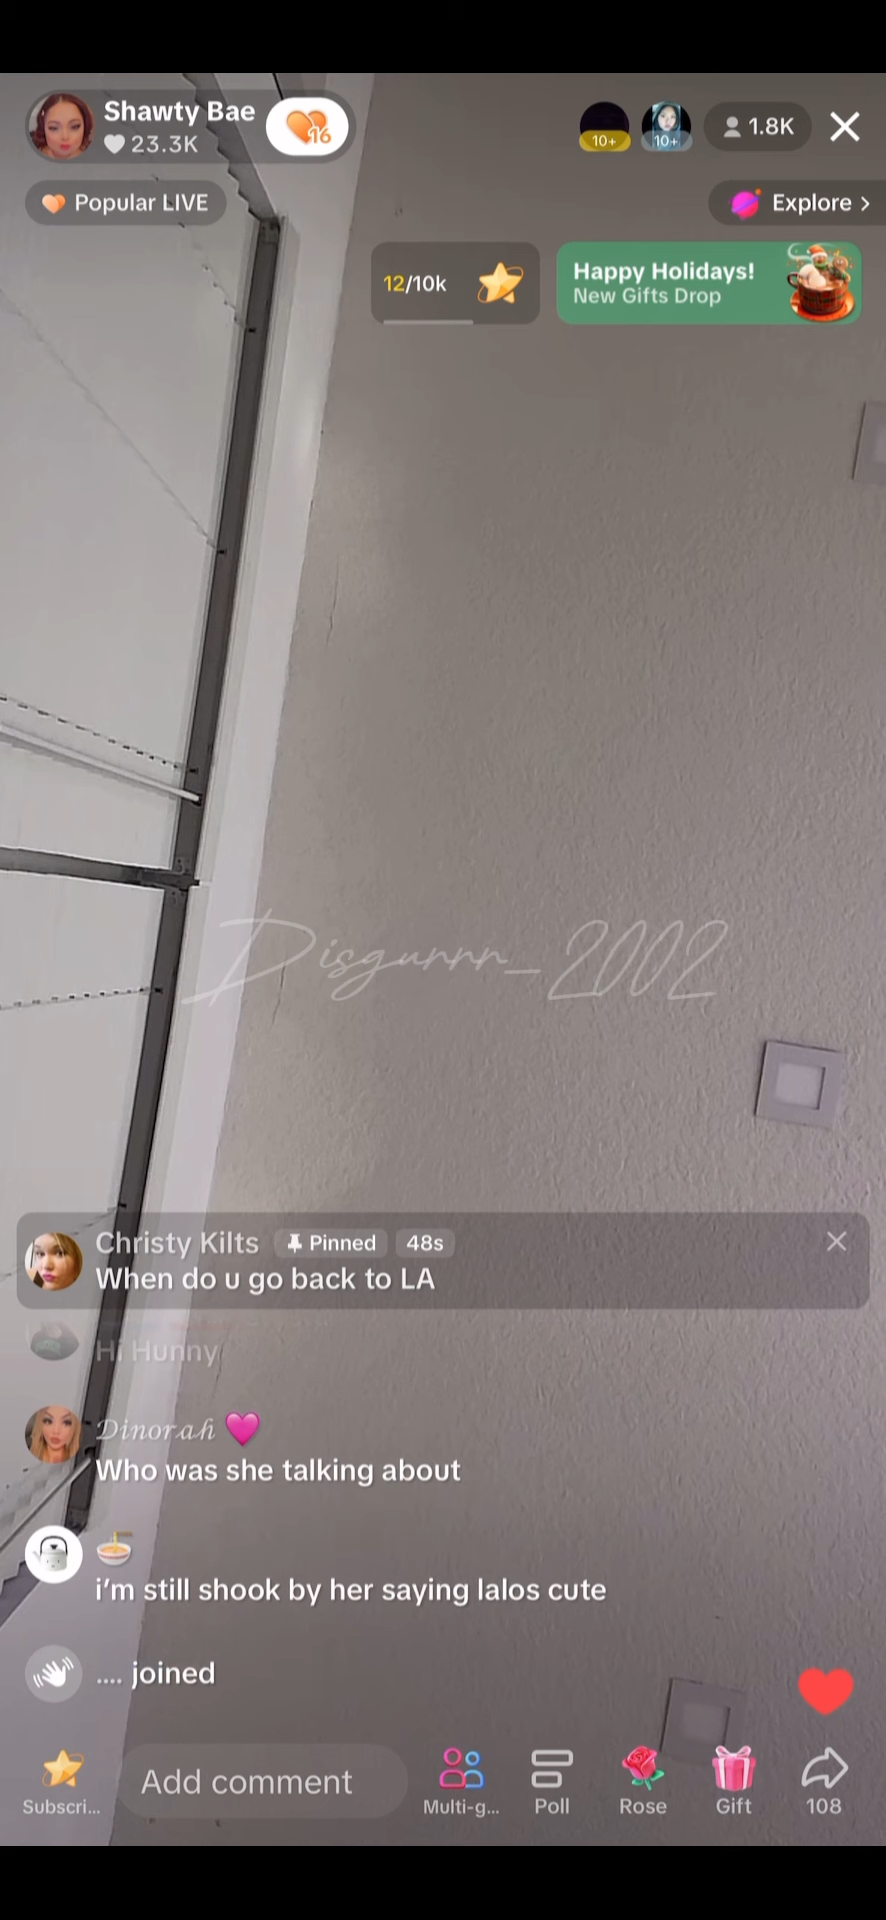 Shawty Bae
23.3K
16
10+
10+
1.8K
Popular LIVE
Explore >
12/10k
Happy Holidays!
New Gifts Drop
Disgurrr_2002
Christy Kilts Pinned 48s
When do u go back to LA
Hi Hunny
Dinorah 🩷
Who was she talking about
🍜
i'm still shook by her saying lalos cute
.... joined
Add comment
Subscri...
Multi-g...
Poll
Rose
Gift
108